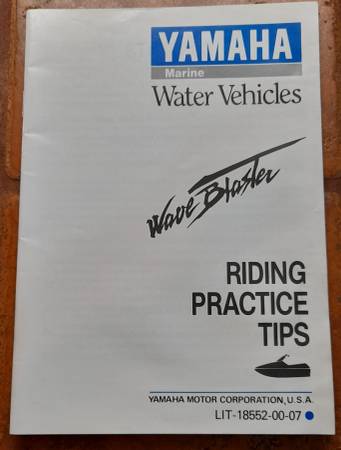 YAMAHA
Marine
Water Vehicles
Wave Blaster
RIDING
PRACTICE
TIPS
YAMAHA MOTOR CORPORATION, U.S.A.
LIT-18552-00-07